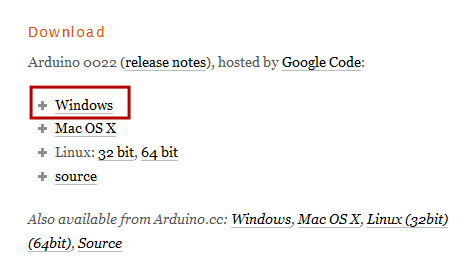 Download
Arduino 0022 (release notes), hosted by Google Code:
Windows
Mac OS X
Linux: 32 bit, 64 bit
source
Also available from Arduino.cc: Windows, Mac OS X, Linux (32bit)
(64bit), Source